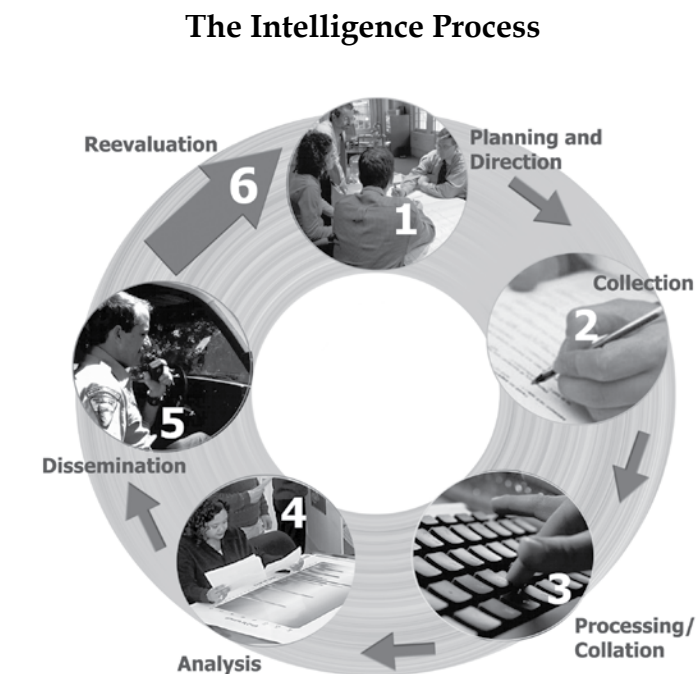 The Intelligence Process
Reevaluation
6
1
Planning and
Direction
Collection
2
5
Dissemination
4
3
Processing/
Collation
Analysis